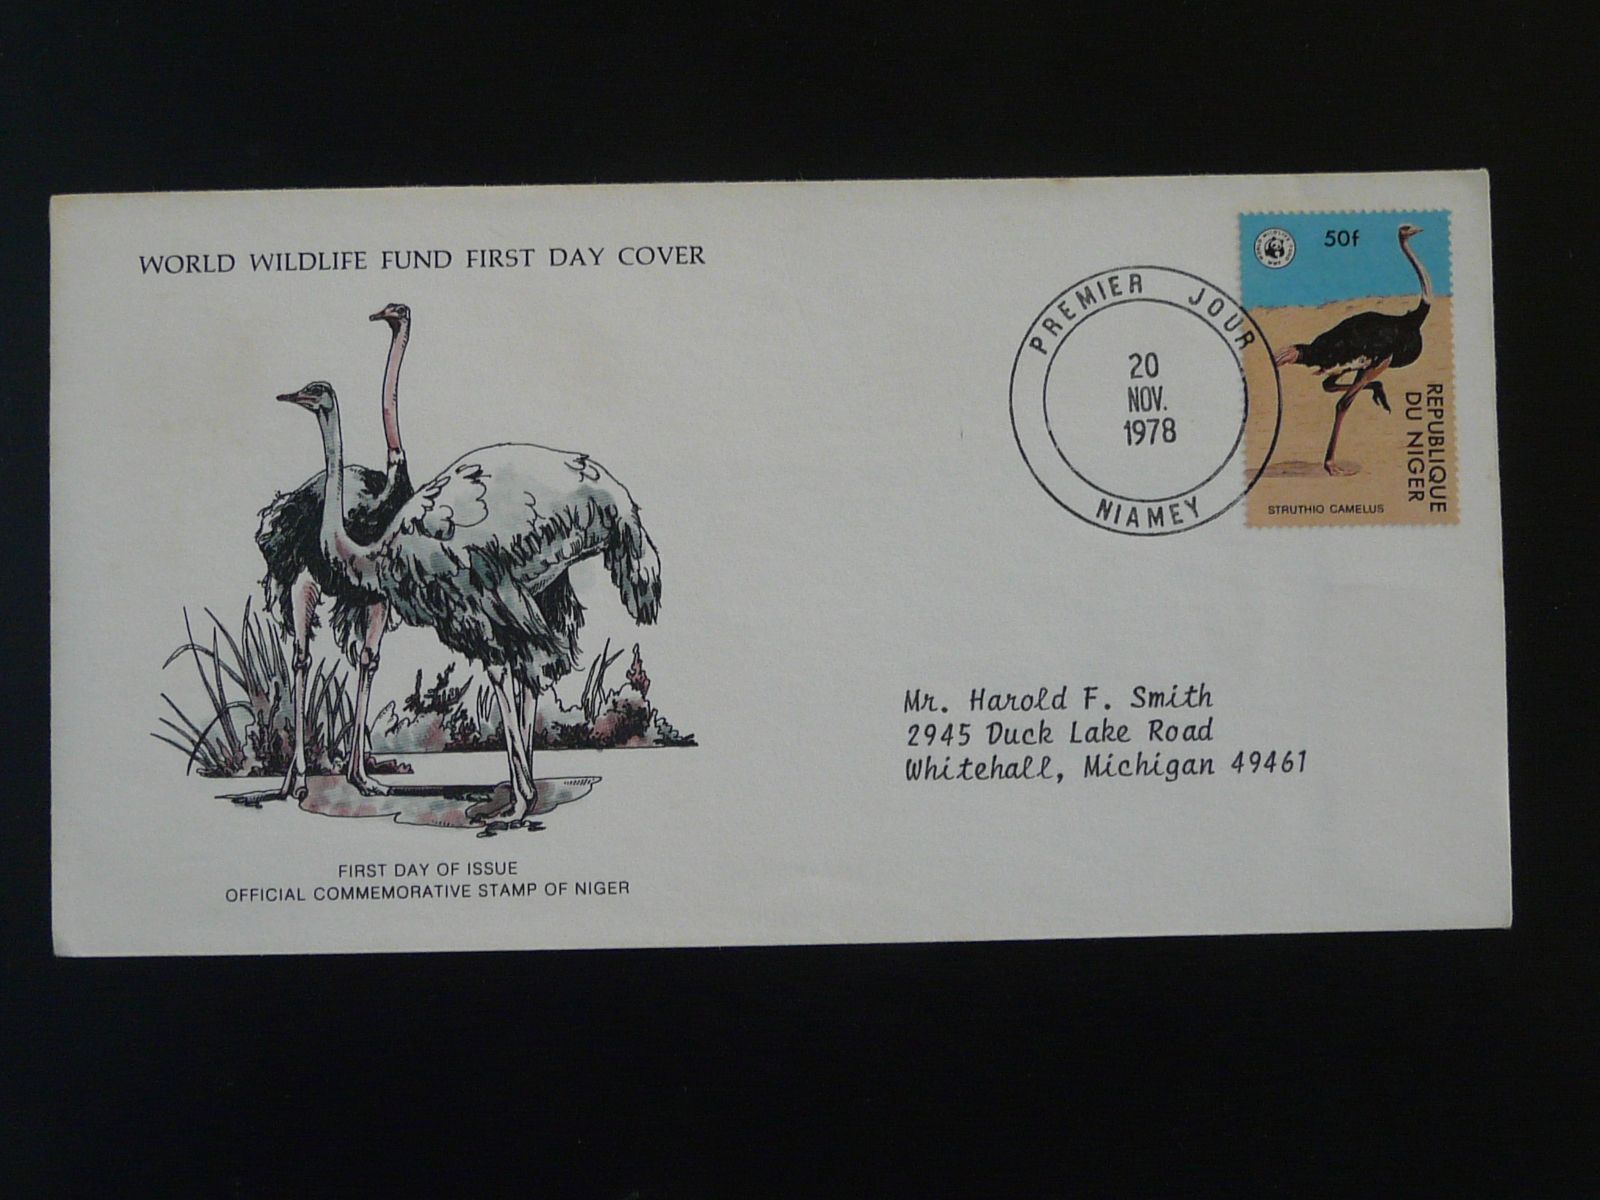 WORLD WILDLIFE FUND FIRST DAY COVER
PREMIER JOUR
20
NOV.
1978
NIAMEY
50f
REPUBLIQUE
DU NIGER
STRUTHIO CAMELUS
Mr. Harold F. Smith
2945 Duck Lake Road
Whitehall, Michigan 49461
FIRST DAY OF ISSUE
OFFICIAL COMMEMORATIVE STAMP OF NIGER